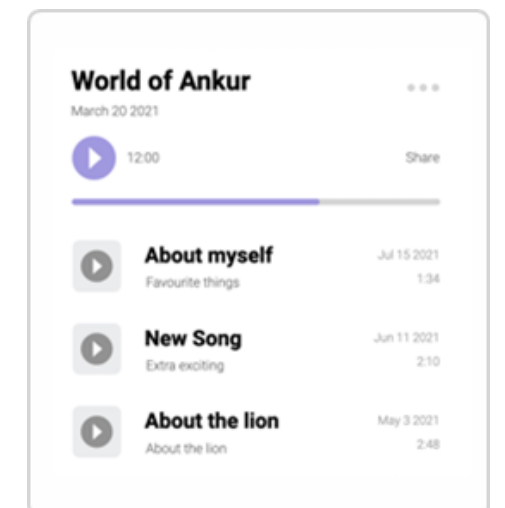 World of Ankur
March 20 2021
12:00
Share
About myself
Jul 15 2021
Favourite things
1:34
New Song
Jun 11 2021
Extra exciting
2:10
About the lion
May 3 2021
About the lion
2:48